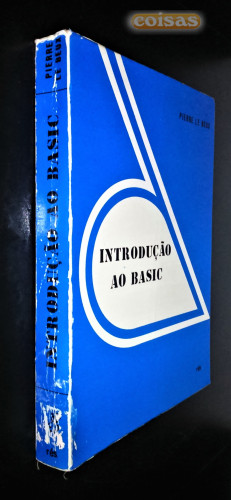 coisas
PIERRE LE BEUX
INTRODUÇÃO
AO BASIC
PIERRE
LE BEUX
INTRODUÇÃO AO BASIC